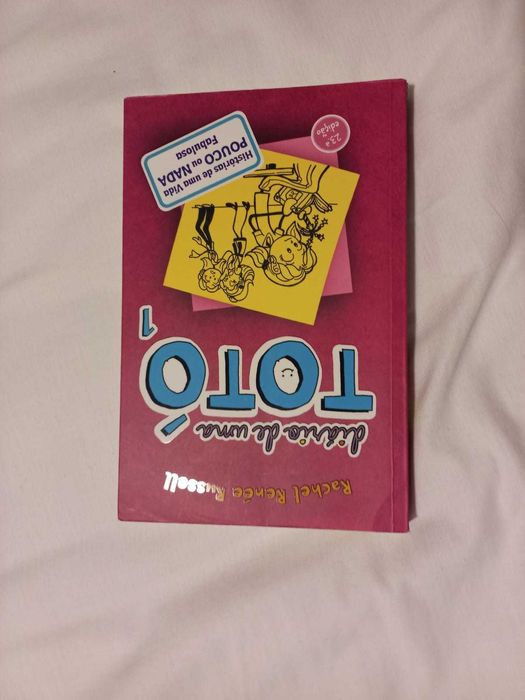 Rachel Renée Russell
diário de uma
TOTÓ
1
Histórias de uma Vida
POUCO ou NADA
Fabulosa
23.ª
edição